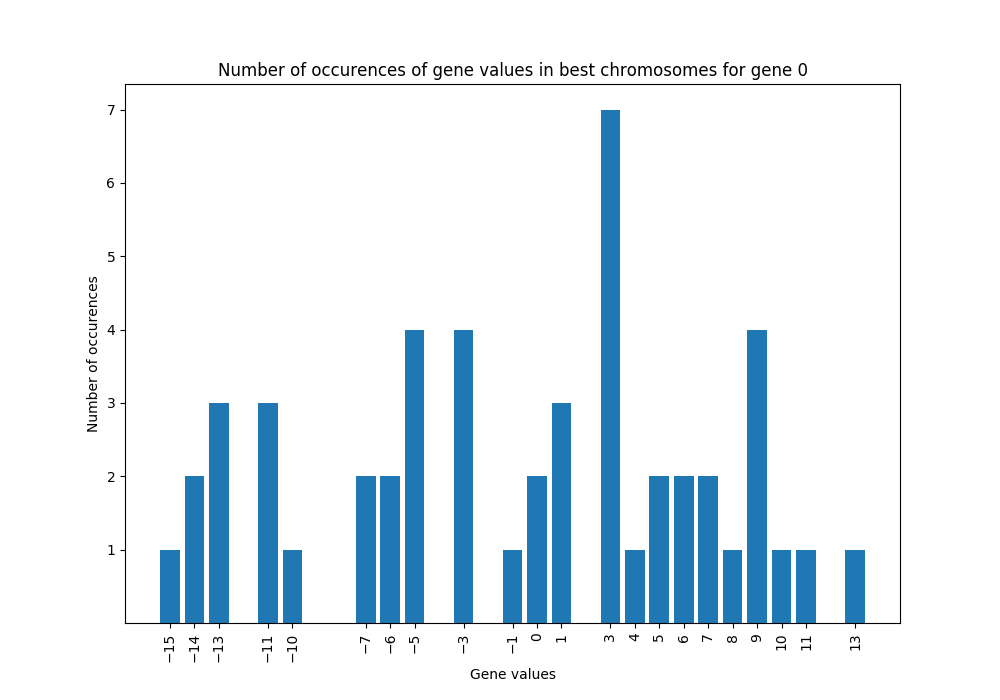 Number of occurences of gene values in best chromosomes for gene 0
7
6
5
4
3
2
1
Number of occurences
−15 −14 −13 −11 −10 −7 −6 −5 −3 −1 0 1 3 4 5 6 7 8 9 10 11 13
Gene values